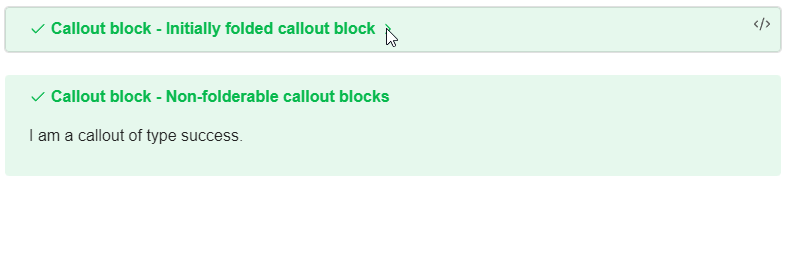 Callout block - Initially folded callout block
Callout block - Non-folderable callout blocks
I am a callout of type success.